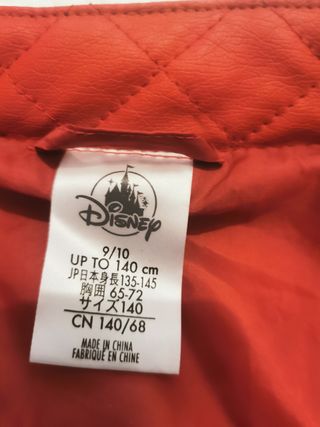 Disney
9/10
UP TO 140 cm
JP日本身長135-145
胸囲 65-72
サイズ140
CN 140/68
MADE IN CHINA
FABRIQUÉ EN CHINE